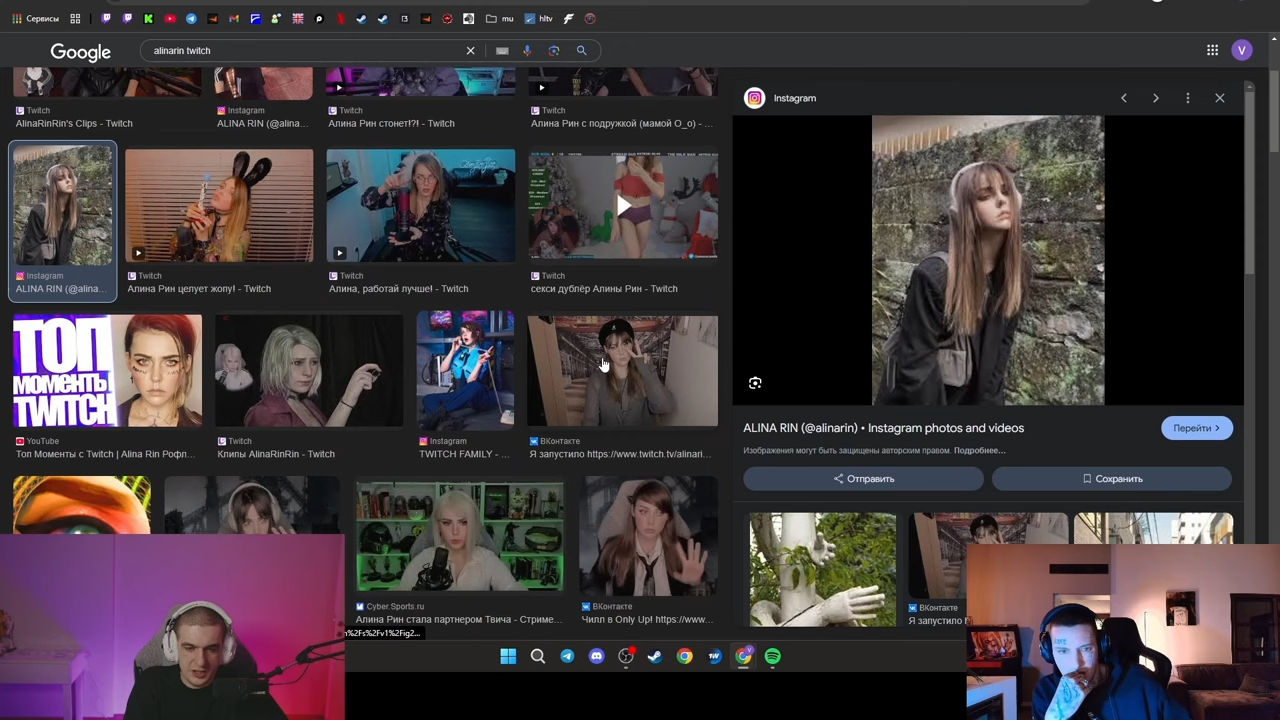 Сервисы
mu
hltv
Google
alinarin twitch
V
Twitch
AlinaRinRin's Clips - Twitch
Instagram
ALINA RIN (@alina...
Twitch
Алина Рин стонет!?! - Twitch
Twitch
Алина Рин с подружкой (мамой О_о) - ...
Instagram
ALINA RIN (@alina...
Twitch
Алина Рин целует жопу! - Twitch
Twitch
Алина, работай лучше! - Twitch
Twitch
секси дублёр Алины Рин - Twitch
ТОП
МОМЕНТЫ
TWITCH
YouTube
Топ Моменты с Twitch | Alina Rin Рофл...
Twitch
Клипы AlinaRinRin - Twitch
Instagram
TWITCH FAMILY - ...
ВКонтакте
Я запустило https://www.twitch.tv/alinari...
Cyber.Sports.ru
Алина Рин стала партнером Твича - Стриме...
ВКонтакте
Чилл в Only Up! https://www...
n%2Fs%2Fv1%2Fig2...
Instagram
ALINA RIN (@alinarin) • Instagram photos and videos
Перейти
Изображения могут быть защищены авторским правом. Подробнее...
Отправить
Сохранить
ВКонтакте
Я запустило h